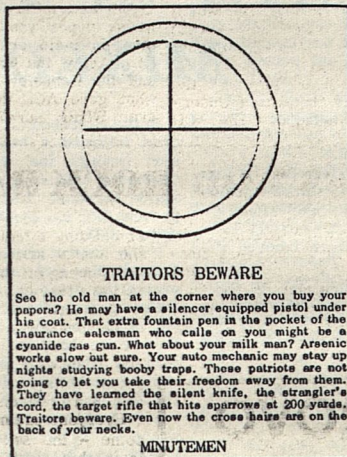 TRAITORS BEWARE
See the old man at the corner where you buy your
papers? He may have a silencer equipped pistol under
his coat. That extra fountain pen in the pocket of the
insurance salesman who calls on you might be a
cyanide gas gun. What about your milk man? Arsenic
works slow but sure. Your auto mechanic may stay up
nights studying booby traps. These patriots are not
going to let you take their freedom away from them.
They have learned the silent knife, the strangler's
cord, the target rifle that hits sparrows at 200 yards.
Traitors beware. Even now the cross hairs are on the
back of your necks.
MINUTEMEN